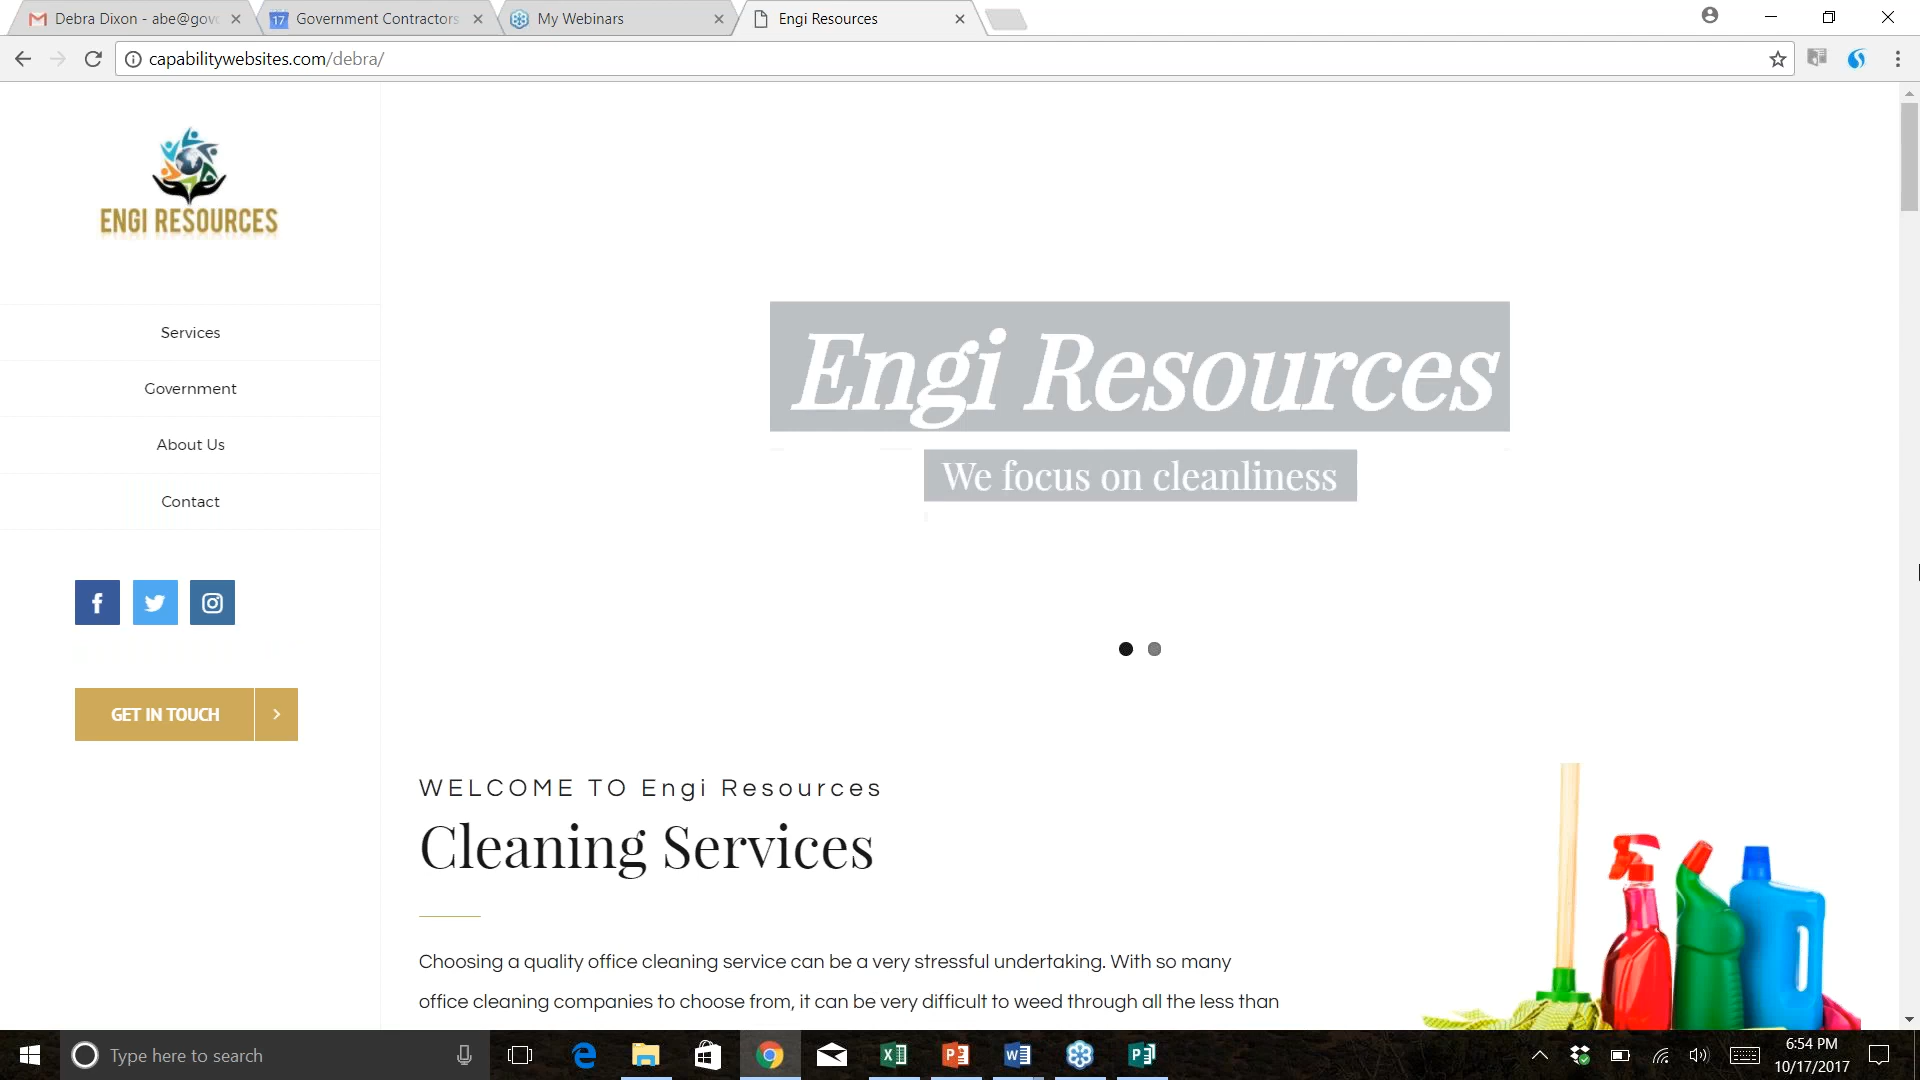 Debra Dixon - abe@gov
17
Government Contractors
My Webinars
Engi Resources
capabilitywebsites.com/debra/
ENGI RESOURCES
Services
Government
About Us
Contact
GET IN TOUCH
Engi Resources
We focus on cleanliness
WELCOME TO Engi Resources
Cleaning Services
Choosing a quality office cleaning service can be a very stressful undertaking. With so many
office cleaning companies to choose from, it can be very difficult to weed through all the less than
Type here to search
6:54 PM
10/17/2017